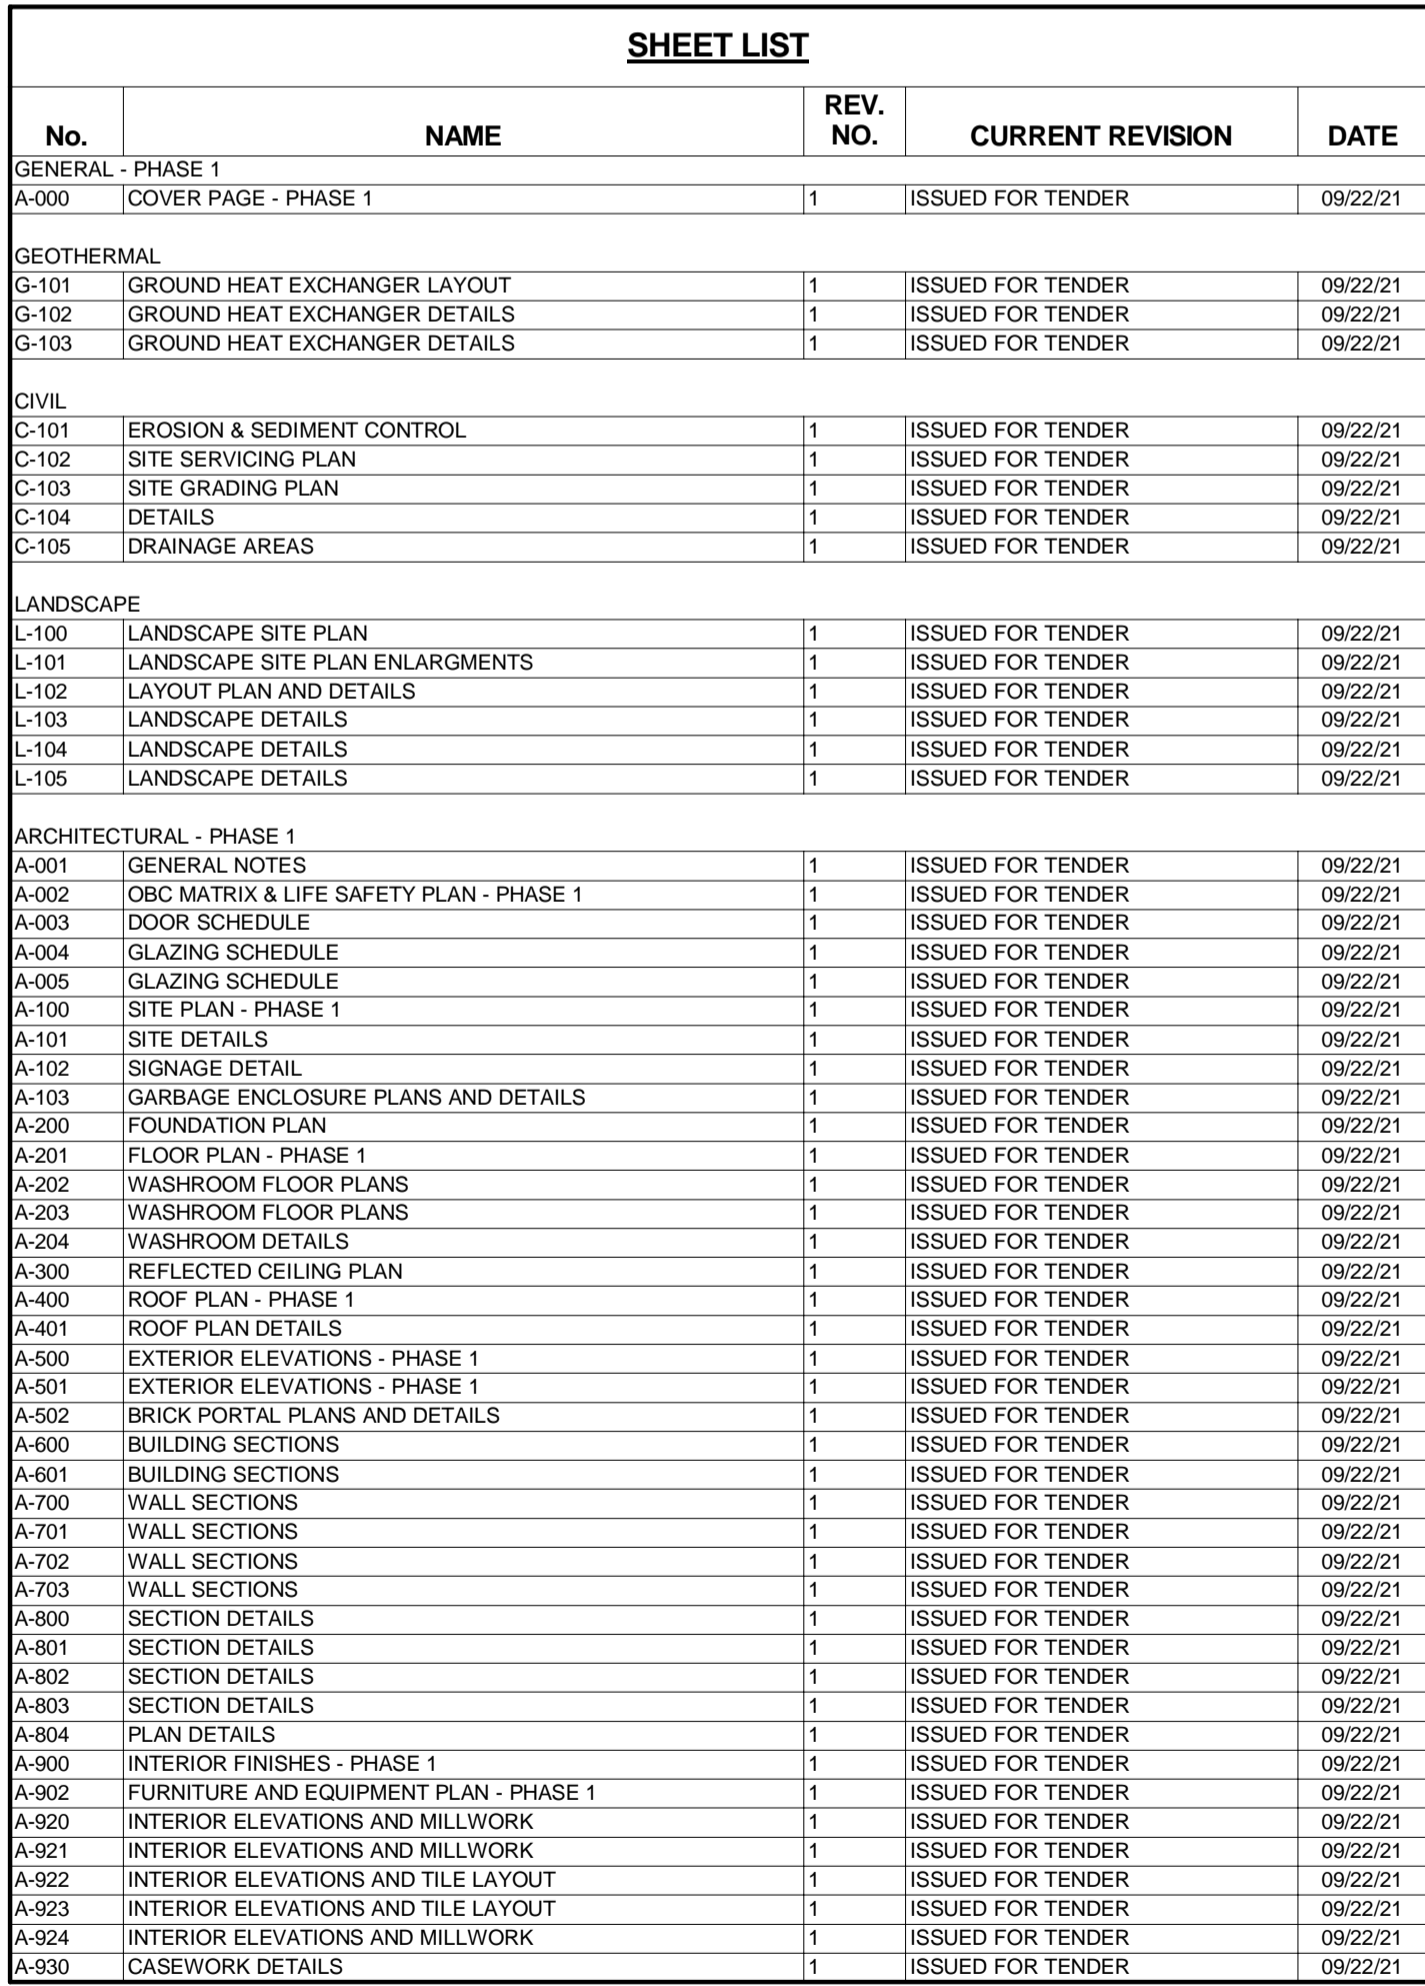 SHEET LIST
No. NAME REV. NO. CURRENT REVISION DATE
GENERAL - PHASE 1
A-000 COVER PAGE - PHASE 1 1 ISSUED FOR TENDER 09/22/21
GEOTHERMAL
G-101 GROUND HEAT EXCHANGER LAYOUT 1 ISSUED FOR TENDER 09/22/21
G-102 GROUND HEAT EXCHANGER DETAILS 1 ISSUED FOR TENDER 09/22/21
G-103 GROUND HEAT EXCHANGER DETAILS 1 ISSUED FOR TENDER 09/22/21
CIVIL
C-101 EROSION & SEDIMENT CONTROL 1 ISSUED FOR TENDER 09/22/21
C-102 SITE SERVICING PLAN 1 ISSUED FOR TENDER 09/22/21
C-103 SITE GRADING PLAN 1 ISSUED FOR TENDER 09/22/21
C-104 DETAILS 1 ISSUED FOR TENDER 09/22/21
C-105 DRAINAGE AREAS 1 ISSUED FOR TENDER 09/22/21
LANDSCAPE
L-100 LANDSCAPE SITE PLAN 1 ISSUED FOR TENDER 09/22/21
L-101 LANDSCAPE SITE PLAN ENLARGMENTS 1 ISSUED FOR TENDER 09/22/21
L-102 LAYOUT PLAN AND DETAILS 1 ISSUED FOR TENDER 09/22/21
L-103 LANDSCAPE DETAILS 1 ISSUED FOR TENDER 09/22/21
L-104 LANDSCAPE DETAILS 1 ISSUED FOR TENDER 09/22/21
L-105 LANDSCAPE DETAILS 1 ISSUED FOR TENDER 09/22/21
ARCHITECTURAL - PHASE 1
A-001 GENERAL NOTES 1 ISSUED FOR TENDER 09/22/21
A-002 OBC MATRIX & LIFE SAFETY PLAN - PHASE 1 1 ISSUED FOR TENDER 09/22/21
A-003 DOOR SCHEDULE 1 ISSUED FOR TENDER 09/22/21
A-004 GLAZING SCHEDULE 1 ISSUED FOR TENDER 09/22/21
A-005 GLAZING SCHEDULE 1 ISSUED FOR TENDER 09/22/21
A-100 SITE PLAN - PHASE 1 1 ISSUED FOR TENDER 09/22/21
A-101 SITE DETAILS 1 ISSUED FOR TENDER 09/22/21
A-102 SIGNAGE DETAIL 1 ISSUED FOR TENDER 09/22/21
A-103 GARBAGE ENCLOSURE PLANS AND DETAILS 1 ISSUED FOR TENDER 09/22/21
A-200 FOUNDATION PLAN 1 ISSUED FOR TENDER 09/22/21
A-201 FLOOR PLAN - PHASE 1 1 ISSUED FOR TENDER 09/22/21
A-202 WASHROOM FLOOR PLANS 1 ISSUED FOR TENDER 09/22/21
A-203 WASHROOM FLOOR PLANS 1 ISSUED FOR TENDER 09/22/21
A-204 WASHROOM DETAILS 1 ISSUED FOR TENDER 09/22/21
A-300 REFLECTED CEILING PLAN 1 ISSUED FOR TENDER 09/22/21
A-400 ROOF PLAN - PHASE 1 1 ISSUED FOR TENDER 09/22/21
A-401 ROOF PLAN DETAILS 1 ISSUED FOR TENDER 09/22/21
A-500 EXTERIOR ELEVATIONS - PHASE 1 1 ISSUED FOR TENDER 09/22/21
A-501 EXTERIOR ELEVATIONS - PHASE 1 1 ISSUED FOR TENDER 09/22/21
A-502 BRICK PORTAL PLANS AND DETAILS 1 ISSUED FOR TENDER 09/22/21
A-600 BUILDING SECTIONS 1 ISSUED FOR TENDER 09/22/21
A-601 BUILDING SECTIONS 1 ISSUED FOR TENDER 09/22/21
A-700 WALL SECTIONS 1 ISSUED FOR TENDER 09/22/21
A-701 WALL SECTIONS 1 ISSUED FOR TENDER 09/22/21
A-702 WALL SECTIONS 1 ISSUED FOR TENDER 09/22/21
A-703 WALL SECTIONS 1 ISSUED FOR TENDER 09/22/21
A-800 SECTION DETAILS 1 ISSUED FOR TENDER 09/22/21
A-801 SECTION DETAILS 1 ISSUED FOR TENDER 09/22/21
A-802 SECTION DETAILS 1 ISSUED FOR TENDER 09/22/21
A-803 SECTION DETAILS 1 ISSUED FOR TENDER 09/22/21
A-804 PLAN DETAILS 1 ISSUED FOR TENDER 09/22/21
A-900 INTERIOR FINISHES - PHASE 1 1 ISSUED FOR TENDER 09/22/21
A-902 FURNITURE AND EQUIPMENT PLAN - PHASE 1 1 ISSUED FOR TENDER 09/22/21
A-920 INTERIOR ELEVATIONS AND MILLWORK 1 ISSUED FOR TENDER 09/22/21
A-921 INTERIOR ELEVATIONS AND MILLWORK 1 ISSUED FOR TENDER 09/22/21
A-922 INTERIOR ELEVATIONS AND TILE LAYOUT 1 ISSUED FOR TENDER 09/22/21
A-923 INTERIOR ELEVATIONS AND TILE LAYOUT 1 ISSUED FOR TENDER 09/22/21
A-924 INTERIOR ELEVATIONS AND MILLWORK 1 ISSUED FOR TENDER 09/22/21
A-930 CASEWORK DETAILS 1 ISSUED FOR TENDER 09/22/21